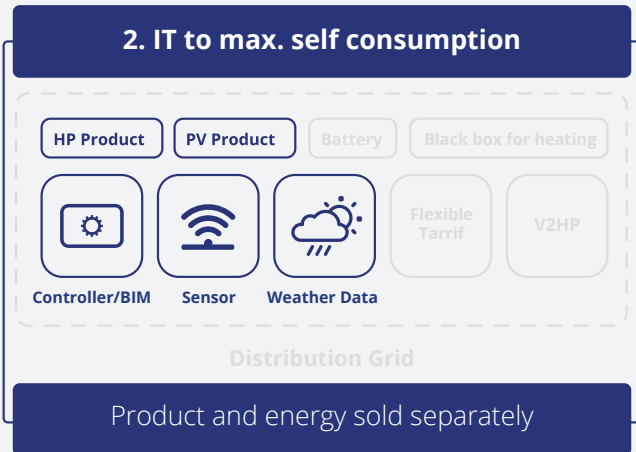 2. IT to max. self consumption
HP Product PV Product Battery Black box for heating
Flexible
Tarrif
V2HP
Controller/BIM Sensor Weather Data
Distribution Grid
Product and energy sold separately